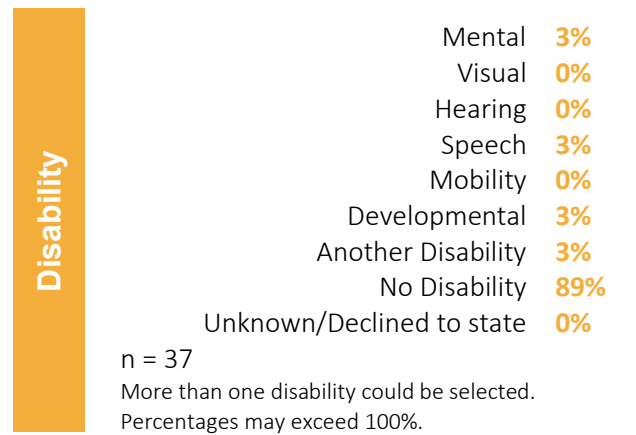 Disability
Mental 3%
Visual 0%
Hearing 0%
Speech 3%
Mobility 0%
Developmental 3%
Another Disability 3%
No Disability 89%
Unknown/Declined to state 0%
n = 37
More than one disability could be selected.
Percentages may exceed 100%.